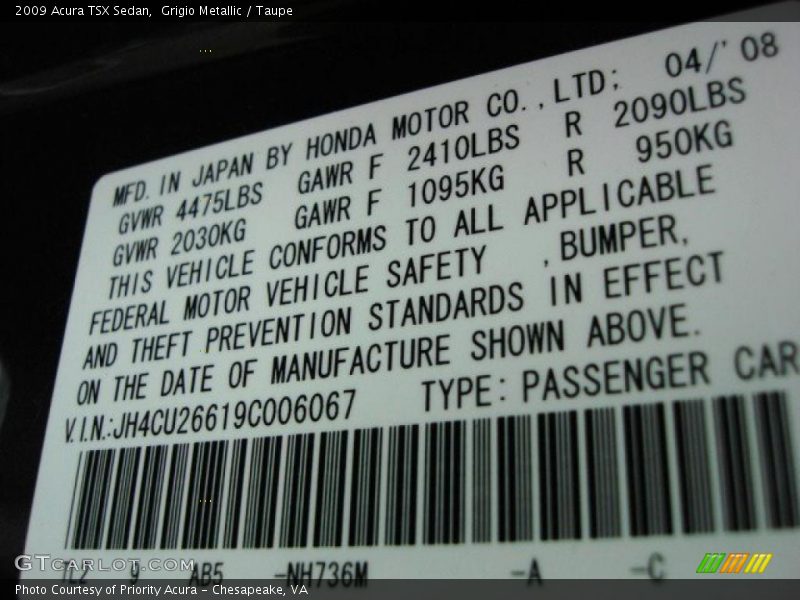 2009 Acura TSX Sedan,  Grigio Metallic / Taupe
MFD. IN JAPAN BY HONDA MOTOR CO.,LTD; 04/'08
GVWR 4475LBS GAWR F 2410LBS R 2090LBS
GVWR 2030KG GAWR F 1095KG R 950KG
THIS VEHICLE CONFORMS TO ALL APPLICABLE
FEDERAL MOTOR VEHICLE SAFETY ,BUMPER,
AND THEFT PREVENTION STANDARDS IN EFFECT
ON THE DATE OF MANUFACTURE SHOWN ABOVE.
V.I.N.:JH4CU26619C006067 TYPE: PASSENGER CAR
TL2 9 AB5 -NH736M -A -C
GTCARLOT.COM
Photo Courtesy of Priority Acura - Chesapeake, VA